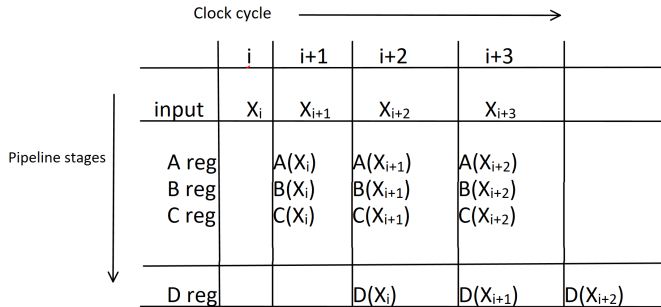 Clock cycle
i i+1 i+2 i+3
input Xi Xi+1 Xi+2 Xi+3
Pipeline stages
A reg A(Xi) A(Xi+1) A(Xi+2)
B reg B(Xi) B(Xi+1) B(Xi+2)
C reg C(Xi) C(Xi+1) C(Xi+2)
D reg D(Xi) D(Xi+1) D(Xi+2)